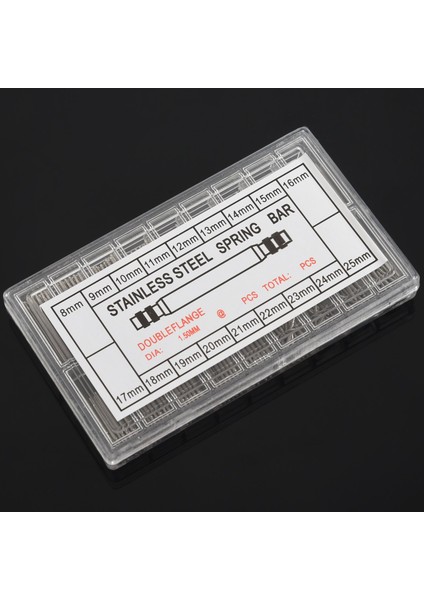 8mm 9mm 10mm 11mm 12mm 13mm 14mm 15mm 16mm
STAINLESS STEEL SPRING BAR
DOUBLEFLANGE
DIA: 1.50MM @ PCS TOTAL: PCS
17mm 18mm 19mm 20mm 21mm 22mm 23mm 24mm 25mm